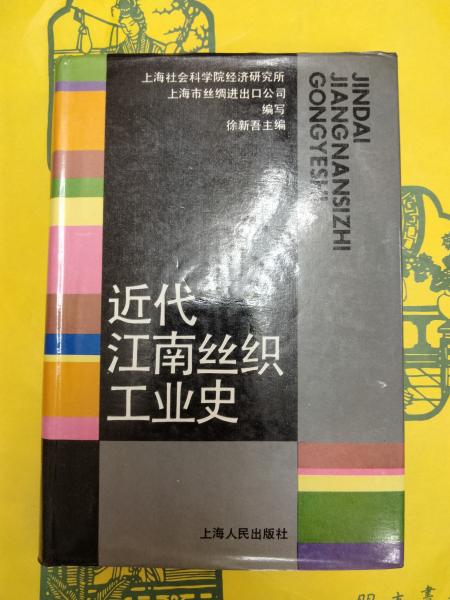 上海社会科学院经济研究所
上海市丝绸进出口公司
编写
徐新吾主编
JINDAI
JIANGNANSIZHI
GONGYESHI
近代
江南丝织
工业史
上海人民出版社